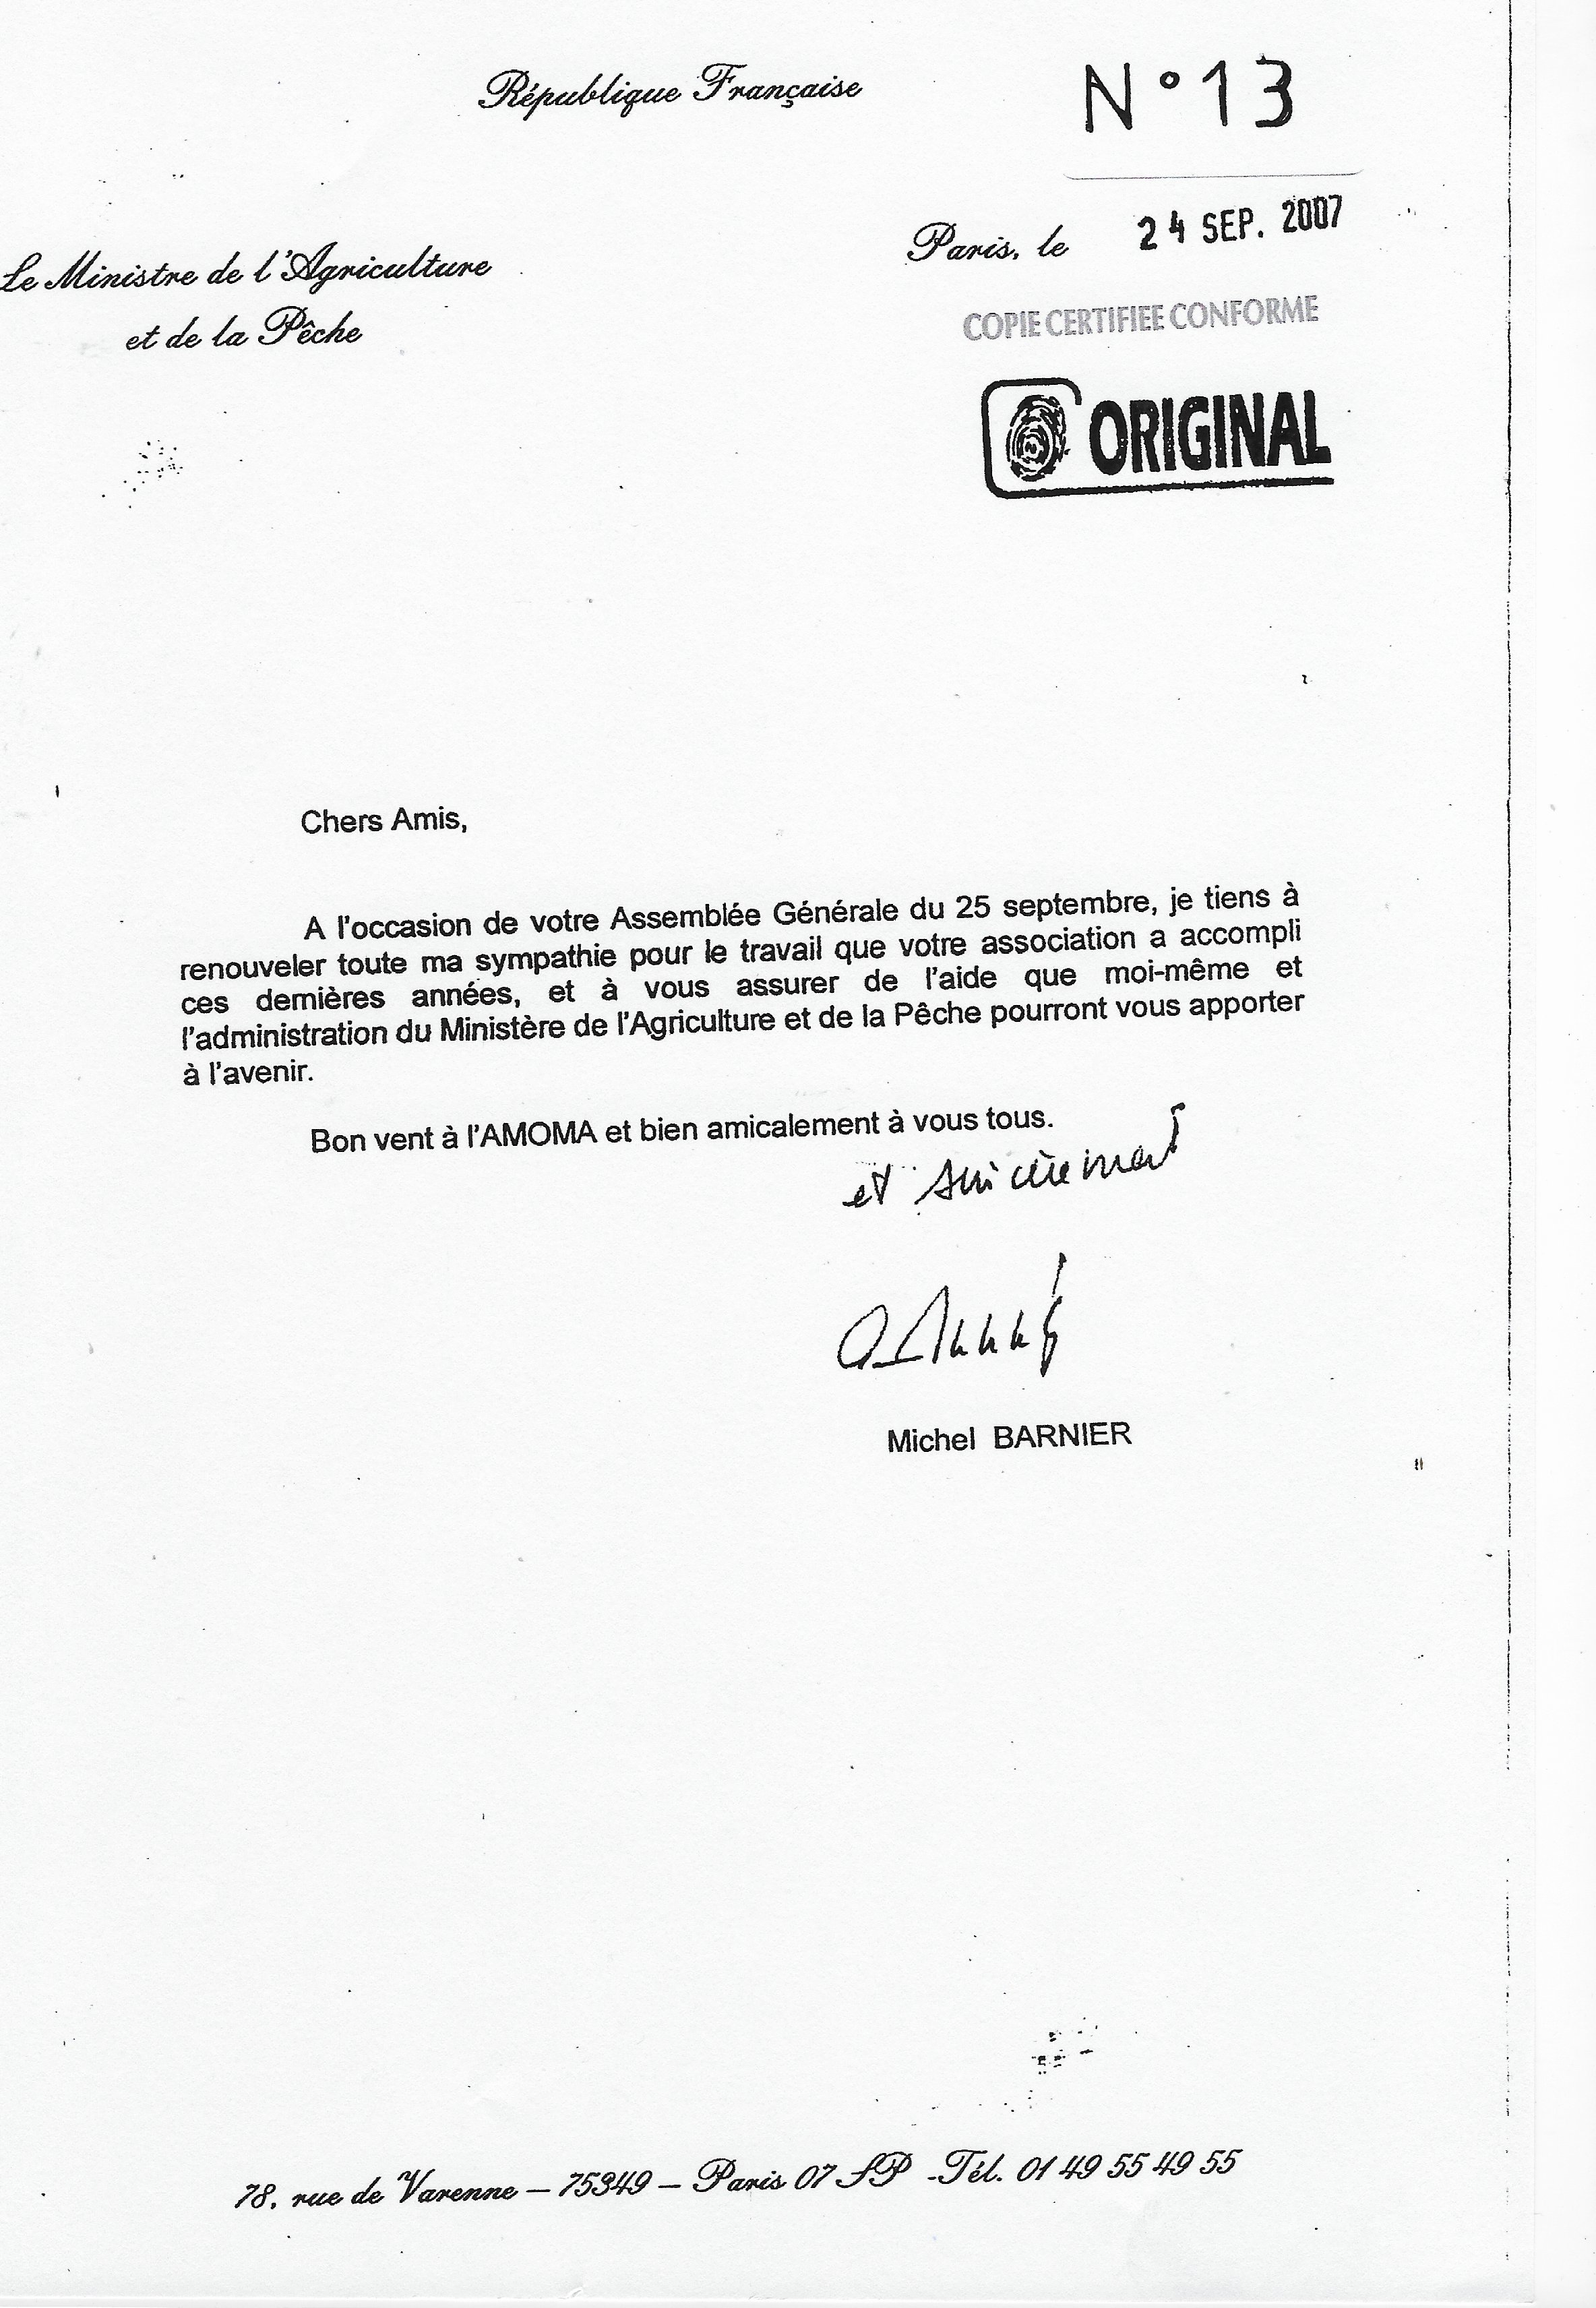 République Française
N°13
Paris, le 24 SEP. 2007
Le Ministre de l'Agriculture
et de la Pêche
COPIE CERTIFIEE CONFORME
ORIGINAL
Chers Amis,
A l'occasion de votre Assemblée Générale du 25 septembre, je tiens à
renouveler toute ma sympathie pour le travail que votre association a accompli
ces dernières années, et à vous assurer de l'aide que moi-même et
l'administration du Ministère de l'Agriculture et de la Pêche pourront vous apporter
à l'avenir.
Bon vent à l'AMOMA et bien amicalement à vous tous.
et sincèrement
Michel BARNIER
78, rue de Varenne – 75349 – Paris 07 SP - Tél. 01 49 55 49 55